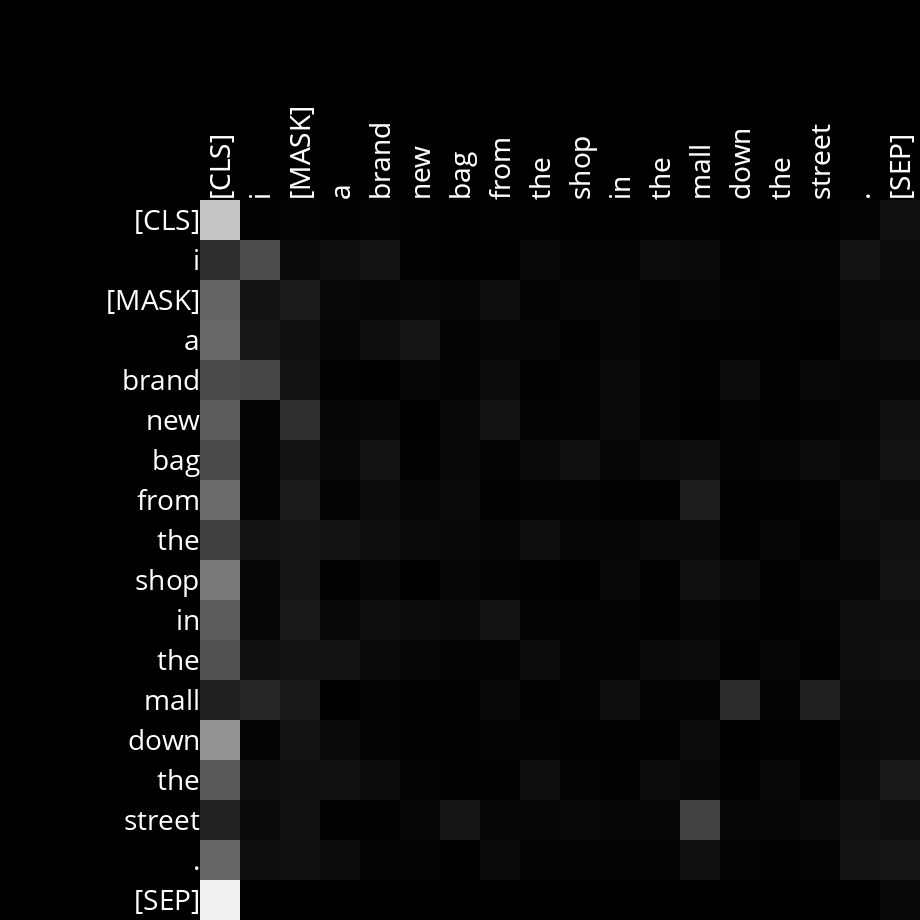 [CLS] i [MASK] a brand new bag from the shop in the mall down the street . [SEP]
[CLS]
i
[MASK]
a
brand
new
bag
from
the
shop
in
the
mall
down
the
street
.
[SEP]